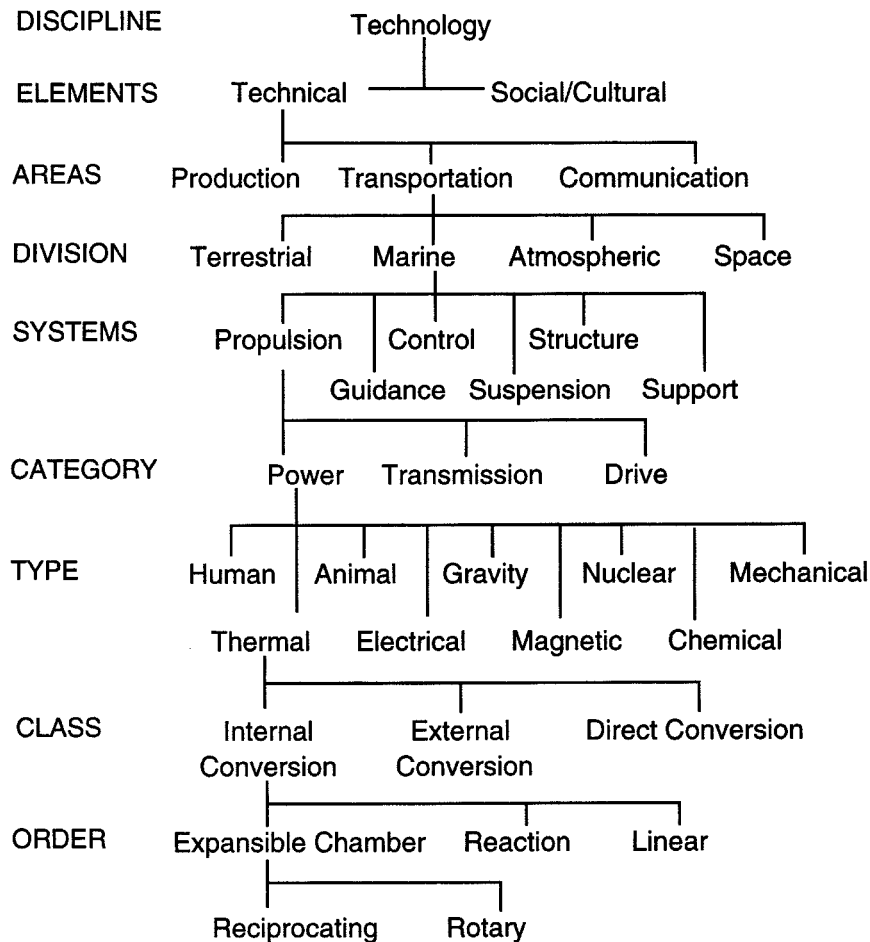 DISCIPLINE Technology
ELEMENTS Technical Social/Cultural
AREAS Production Transportation Communication
DIVISION Terrestrial Marine Atmospheric Space
SYSTEMS Propulsion Control Structure
Guidance Suspension Support
CATEGORY Power Transmission Drive
TYPE Human Animal Gravity Nuclear Mechanical
Thermal Electrical Magnetic Chemical
CLASS Internal External Direct Conversion
Conversion Conversion
ORDER Expansible Chamber Reaction Linear
Reciprocating Rotary